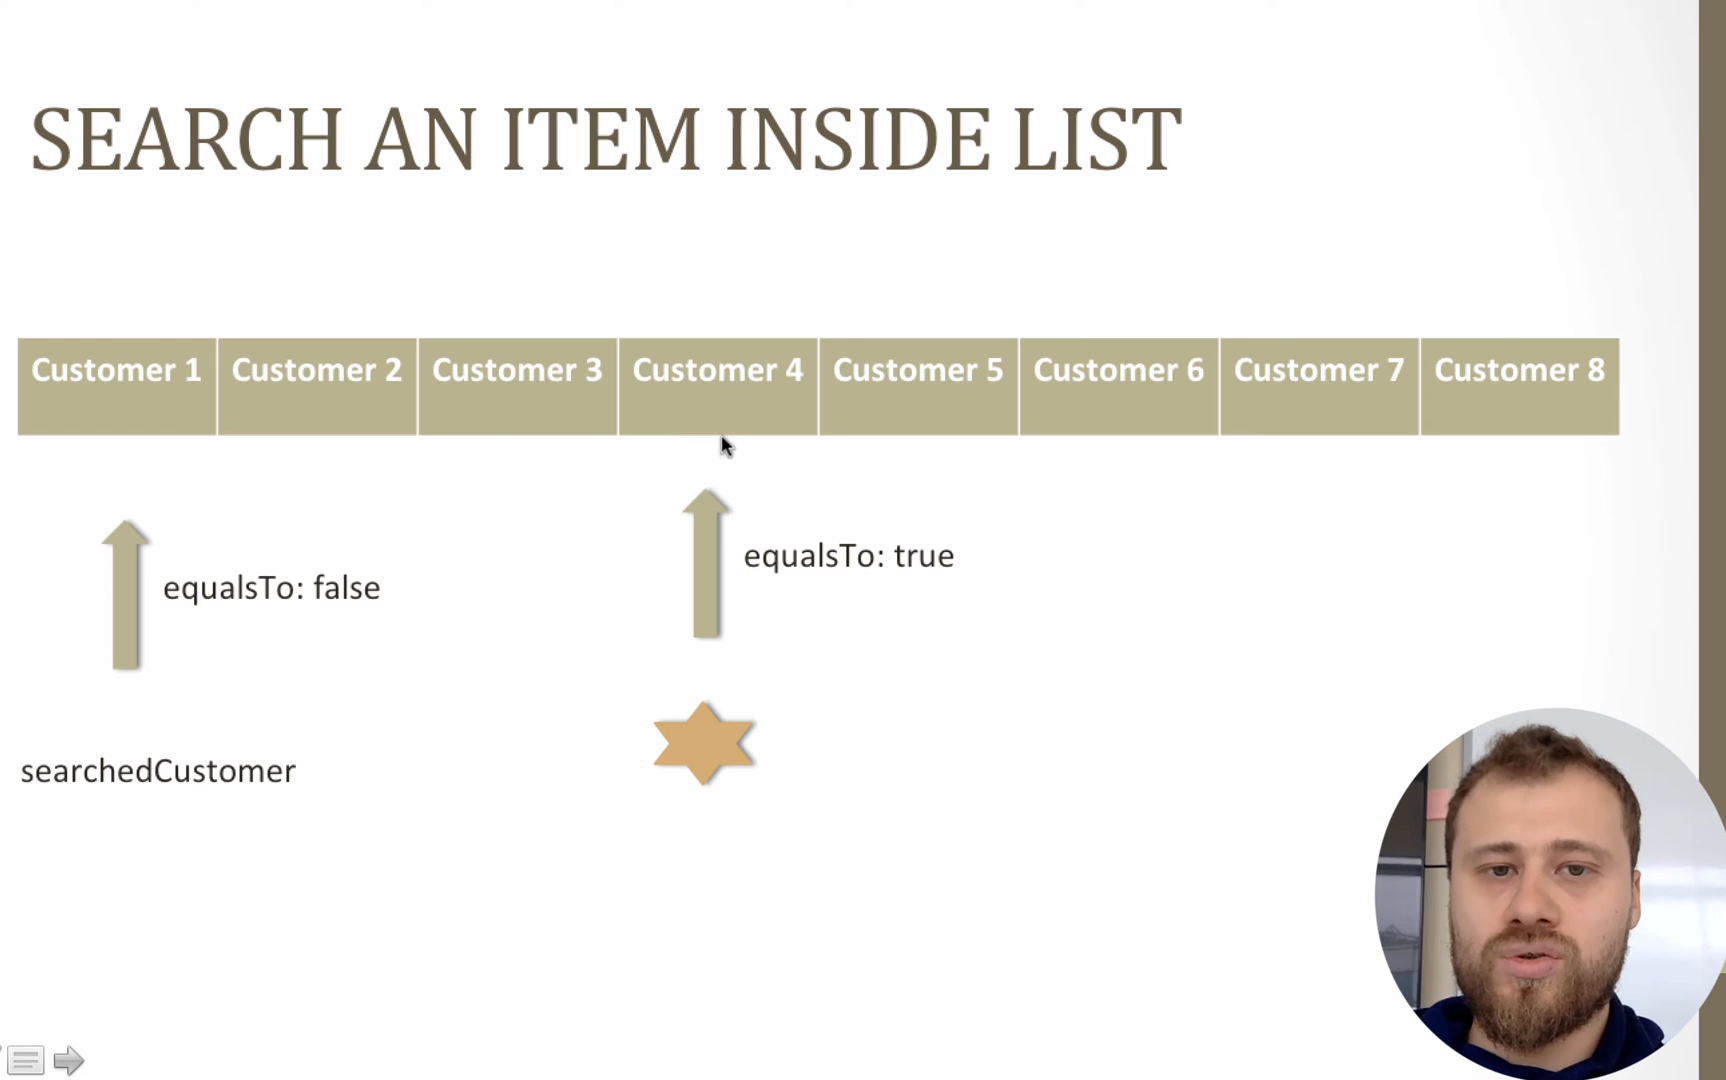 SEARCH AN ITEM INSIDE LIST
Customer 1 Customer 2 Customer 3 Customer 4 Customer 5 Customer 6 Customer 7 Customer 8
equalsTo: true
equalsTo: false
searchedCustomer